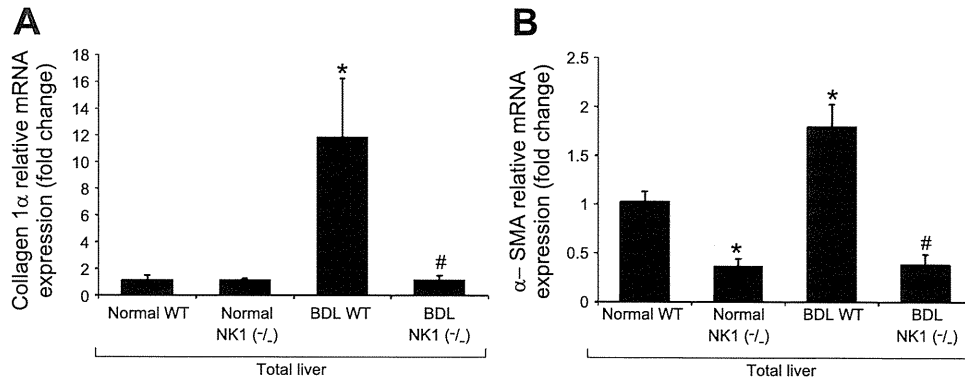 A
Collagen 1α relative mRNA
expression (fold change)
18
16
14
12
10
8
6
4
2
0
*
#
Normal WT
Normal
NK1 (-/-)
BDL WT
BDL
NK1 (-/-)
Total liver
B
α– SMA relative mRNA
expression (fold change)
2.5
2
1.5
1
0.5
0
*
*
#
Normal WT
Normal
NK1 (-/-)
BDL WT
BDL
NK1 (-/-)
Total liver